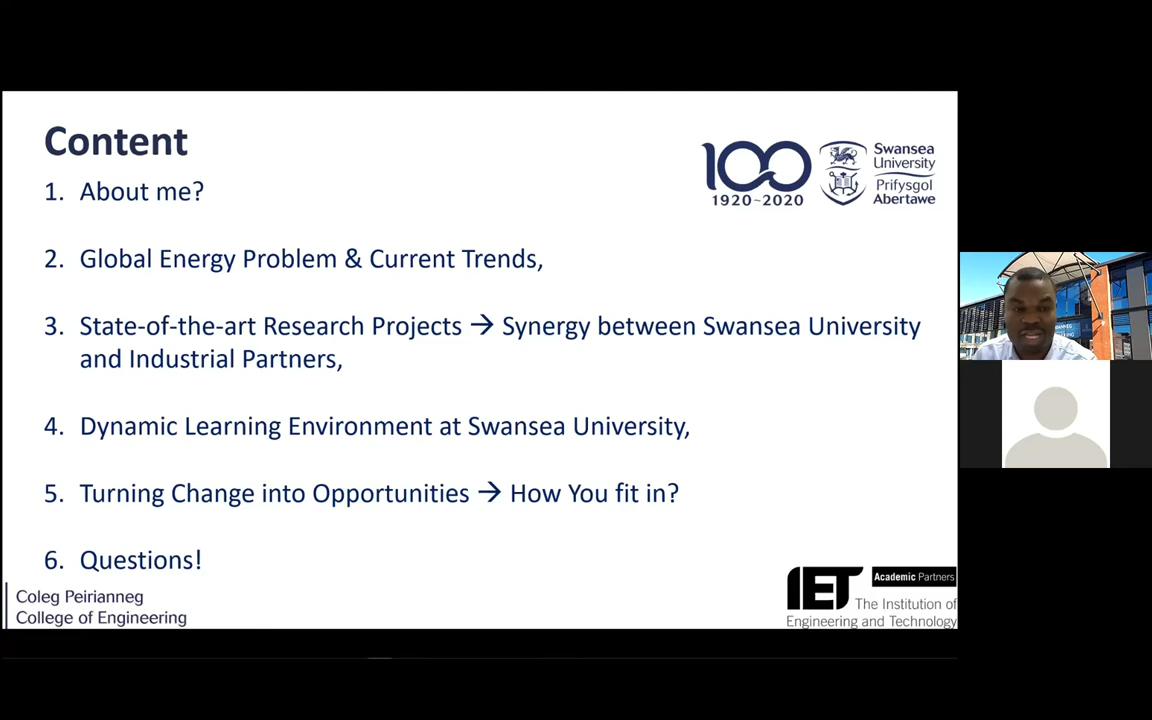 Content
1. About me?
2. Global Energy Problem & Current Trends,
3. State-of-the-art Research Projects → Synergy between Swansea University
and Industrial Partners,
4. Dynamic Learning Environment at Swansea University,
5. Turning Change into Opportunities → How You fit in?
6. Questions!
100
1920~2020
Swansea
University
Prifysgol
Abertawe
Coleg Peirianneg
College of Engineering
IET
Academic Partners
The Institution of
Engineering and Technology